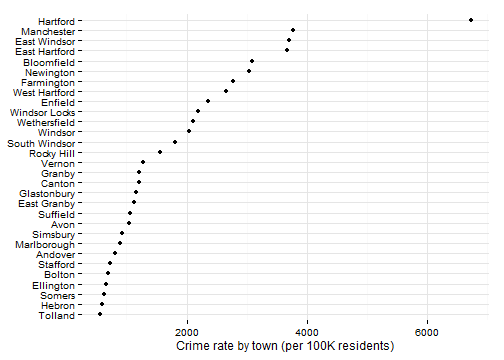 Hartford
Manchester
East Windsor
East Hartford
Bloomfield
Newington
Farmington
West Hartford
Enfield
Windsor Locks
Wethersfield
Windsor
South Windsor
Rocky Hill
Vernon
Granby
Canton
Glastonbury
East Granby
Suffield
Avon
Simsbury
Marlborough
Andover
Stafford
Bolton
Ellington
Somers
Hebron
Tolland
2000 4000 6000
Crime rate by town (per 100K residents)